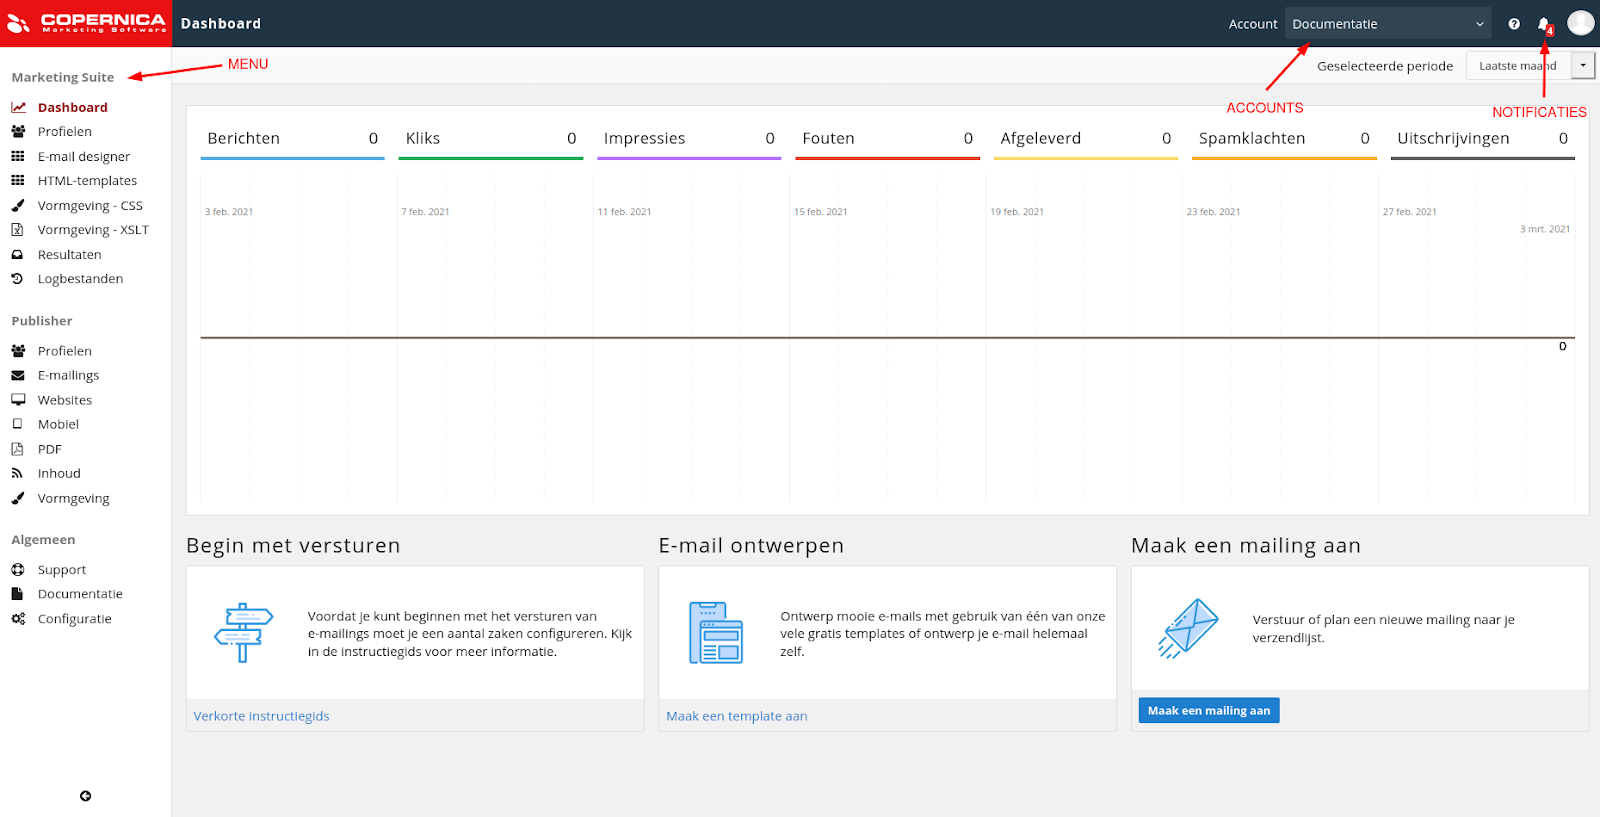 COPERNICA
Marketing Software
Dashboard
Account
Documentatie
4
Marketing Suite
MENU
Geselecteerde periode
Laatste maand
ACCOUNTS
NOTIFICATIES
Dashboard
Profielen
E-mail designer
HTML-templates
Vormgeving - CSS
Vormgeving - XSLT
Resultaten
Logbestanden
Publisher
Profielen
E-mailings
Websites
Mobiel
PDF
Inhoud
Vormgeving
Algemeen
Support
Documentatie
Configuratie
Berichten 0
Kliks 0
Impressies 0
Fouten 0
Afgeleverd 0
Spamklachten 0
Uitschrijvingen 0
3 feb. 2021
7 feb. 2021
11 feb. 2021
15 feb. 2021
19 feb. 2021
23 feb. 2021
27 feb. 2021
3 mrt. 2021
0
Begin met versturen
Voordat je kunt beginnen met het versturen van
e-mailings moet je een aantal zaken configureren. Kijk
in de instructiegids voor meer informatie.
Verkorte instructiegids
E-mail ontwerpen
Ontwerp mooie e-mails met gebruik van één van onze
vele gratis templates of ontwerp je e-mail helemaal
zelf.
Maak een template aan
Maak een mailing aan
Verstuur of plan een nieuwe mailing naar je
verzendlijst.
Maak een mailing aan